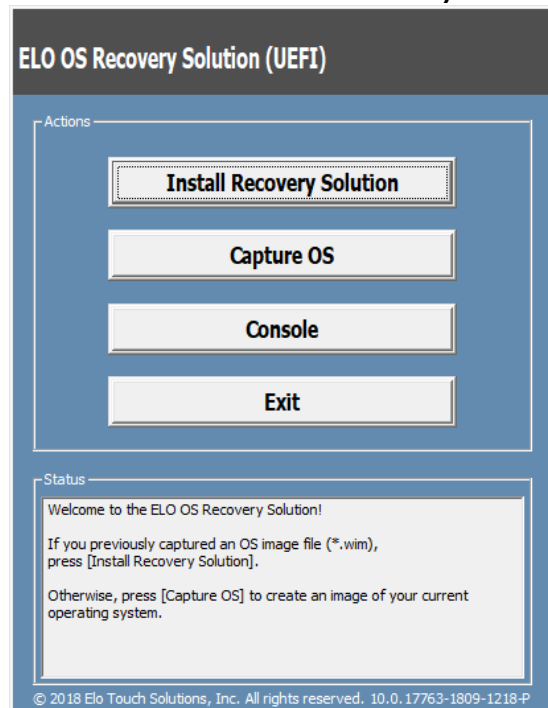 ELO OS Recovery Solution (UEFI)
Actions
Install Recovery Solution
Capture OS
Console
Exit
Status
Welcome to the ELO OS Recovery Solution!
If you previously captured an OS image file (*.wim),
press [Install Recovery Solution].
Otherwise, press [Capture OS] to create an image of your current
operating system.
© 2018 Elo Touch Solutions, Inc. All rights reserved. 10.0.17763-1809-1218-P